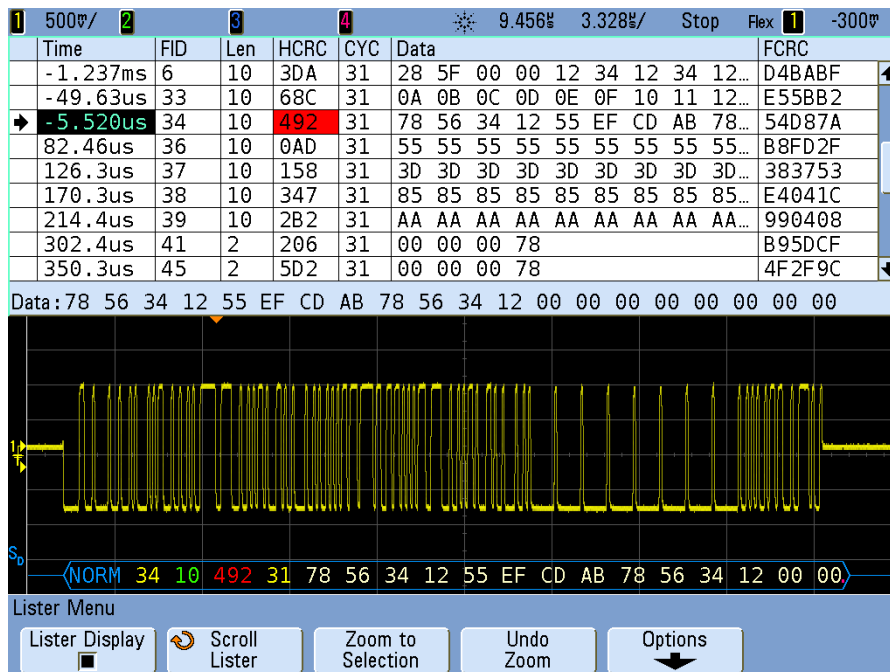 1 500mV/ 2 3 4 9.456ms 3.328ms/ Stop Flex 1 -300mV
Time FID Len HCRC CYC Data FCRC
-1.237ms 6 10 3DA 31 28 5F 00 00 12 34 12 34 12… D4BABF
-49.63us 33 10 68C 31 0A 0B 0C 0D 0E 0F 10 11 12… E55BB2
-5.520us 34 10 492 31 78 56 34 12 55 EF CD AB 78… 54D87A
82.46us 36 10 0AD 31 55 55 55 55 55 55 55 55 55… B8FD2F
126.3us 37 10 158 31 3D 3D 3D 3D 3D 3D 3D 3D 3D… 383753
170.3us 38 10 347 31 85 85 85 85 85 85 85 85 85… E4041C
214.4us 39 10 2B2 31 AA AA AA AA AA AA AA AA AA… 990408
302.4us 41 2 206 31 00 00 00 78 B95DCF
350.3us 45 2 5D2 31 00 00 00 78 4F2F9C
Data:78 56 34 12 55 EF CD AB 78 56 34 12 00 00 00 00 00 00 00 00
1
T
SD
NORM 34 10 492 31 78 56 34 12 55 EF CD AB 78 56 34 12 00 00
Lister Menu
Lister Display
Scroll Lister
Zoom to Selection
Undo Zoom
Options